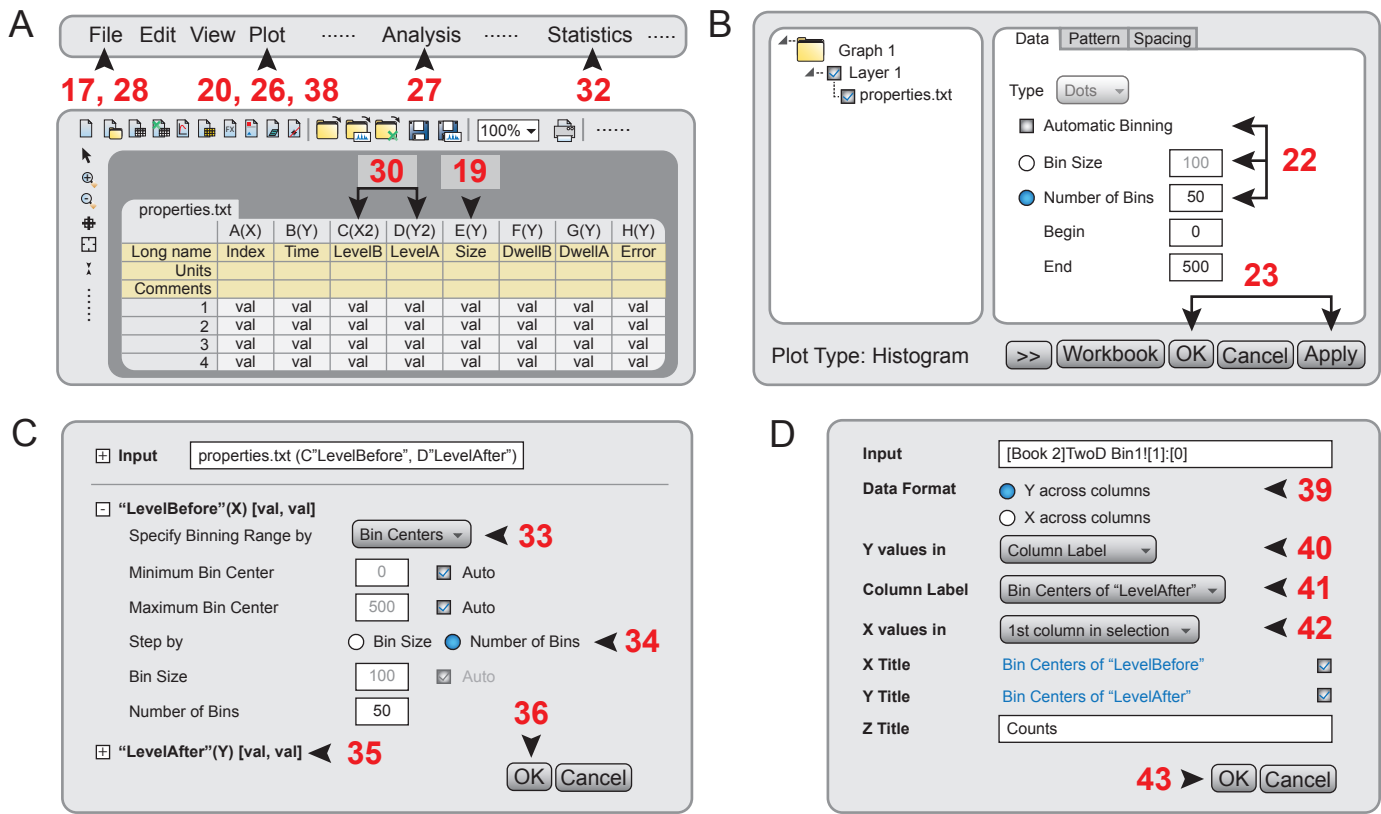 A
File Edit View Plot ...... Analysis ...... Statistics .....
17, 28 20, 26, 38 27 32
100% ......
30 19
properties.txt
A(X) B(Y) C(X2) D(Y2) E(Y) F(Y) G(Y) H(Y)
Long name Index Time LevelB LevelA Size DwellB DwellA Error
Units
Comments
1 val val val val val val val val
2 val val val val val val val val
3 val val val val val val val val
4 val val val val val val val val
B
Graph 1
Layer 1
properties.txt
Data Pattern Spacing
Type Dots
Automatic Binning
Bin Size 100
22
Number of Bins 50
Begin 0
End 500
23
Plot Type: Histogram >> Workbook OK Cancel Apply
C
Input properties.txt (C"LevelBefore", D"LevelAfter")
“LevelBefore”(X) [val, val]
Specify Binning Range by Bin Centers 33
Minimum Bin Center 0 Auto
Maximum Bin Center 500 Auto
Step by Bin Size Number of Bins 34
Bin Size 100 Auto
Number of Bins 50
36
“LevelAfter”(Y) [val, val] 35
OK Cancel
D
Input [Book 2]TwoD Bin1![1]:[0]
Data Format Y across columns 39
X across columns
Y values in Column Label 40
Column Label Bin Centers of “LevelAfter” 41
X values in 1st column in selection 42
X Title Bin Centers of “LevelBefore”
Y Title Bin Centers of “LevelAfter”
Z Title Counts
43 OK Cancel